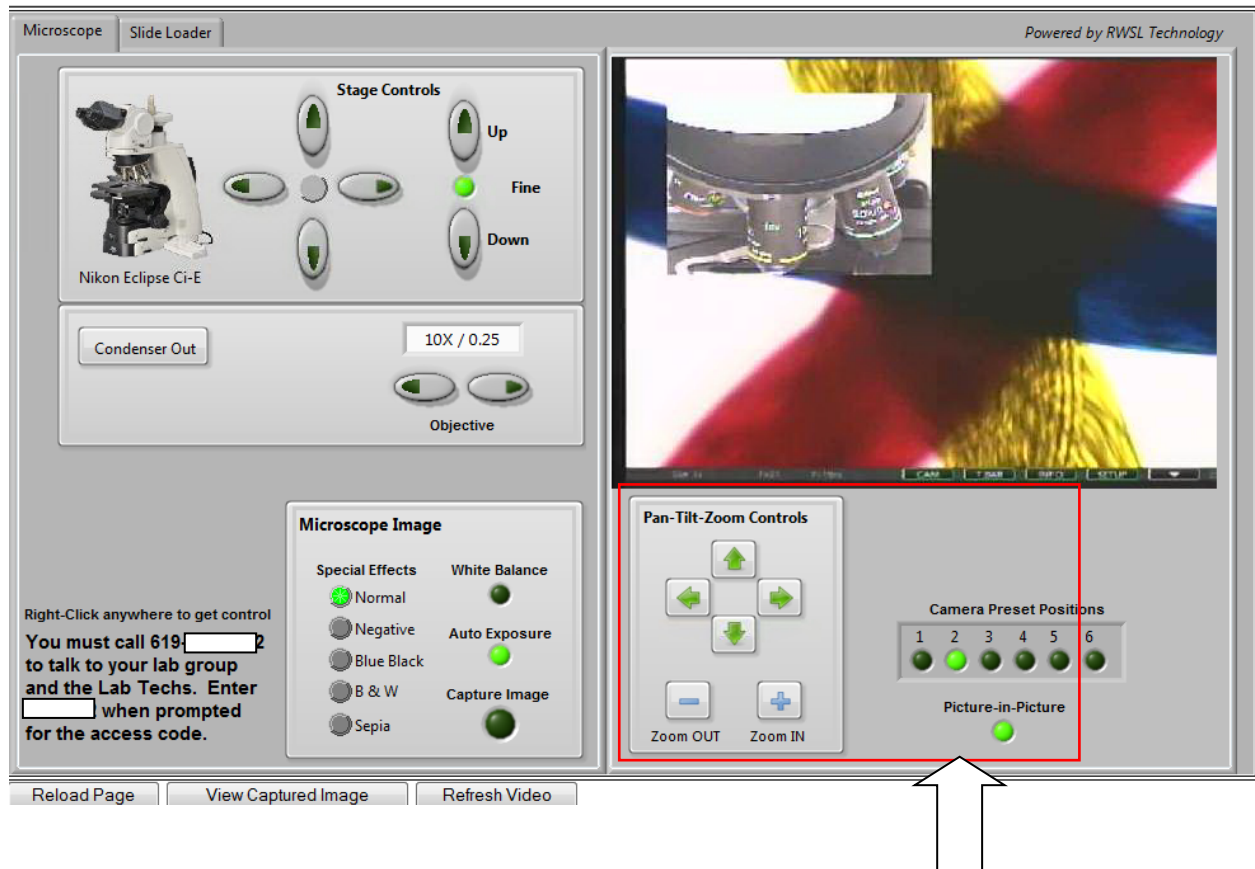 Microscope
Slide Loader
Powered by RWSL Technology
Stage Controls
Up
Fine
Down
Nikon Eclipse Ci-E
Condenser Out
10X / 0.25
Objective
Microscope Image
Special Effects
White Balance
Normal
Negative
Auto Exposure
Blue Black
B & W
Capture Image
Sepia
Right-Click anywhere to get control
You must call 619- 2
to talk to your lab group
and the Lab Techs. Enter
when prompted
for the access code.
CAM
INFO
SETUP
Pan-Tilt-Zoom Controls
Zoom OUT
Zoom IN
Camera Preset Positions
1 2 3 4 5 6
Picture-in-Picture
Reload Page
View Captured Image
Refresh Video